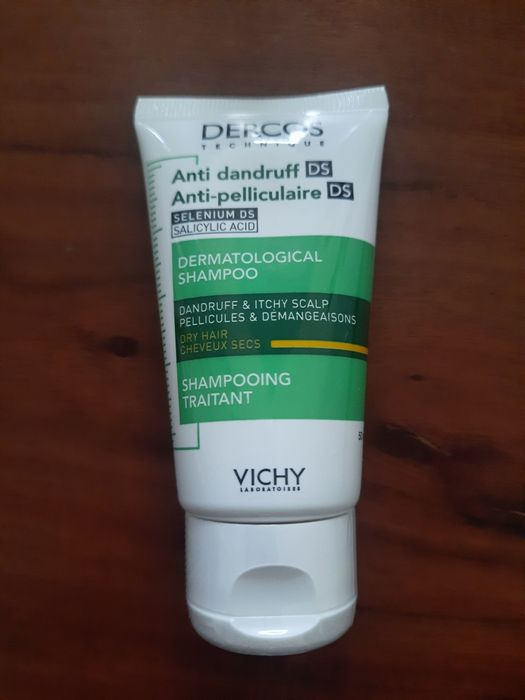 DERCOS
TECHNIQUE
Anti dandruff DS
Anti-pelliculaire DS
SELENIUM DS
SALICYLIC ACID
DERMATOLOGICAL
SHAMPOO
DANDRUFF & ITCHY SCALP
PELLICULES & DÉMANGEAISONS
DRY HAIR
CHEVEUX SECS
SHAMPOOING
TRAITANT
VICHY
LABORATOIRES